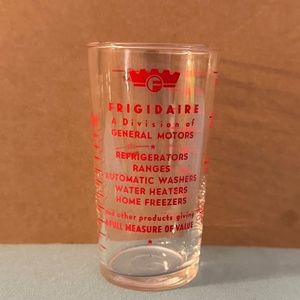 F
FRIGIDAIRE
A Division of
GENERAL MOTORS
REFRIGERATORS
RANGES
AUTOMATIC WASHERS
WATER HEATERS
HOME FREEZERS
and other products giving
A FULL MEASURE OF VALUE